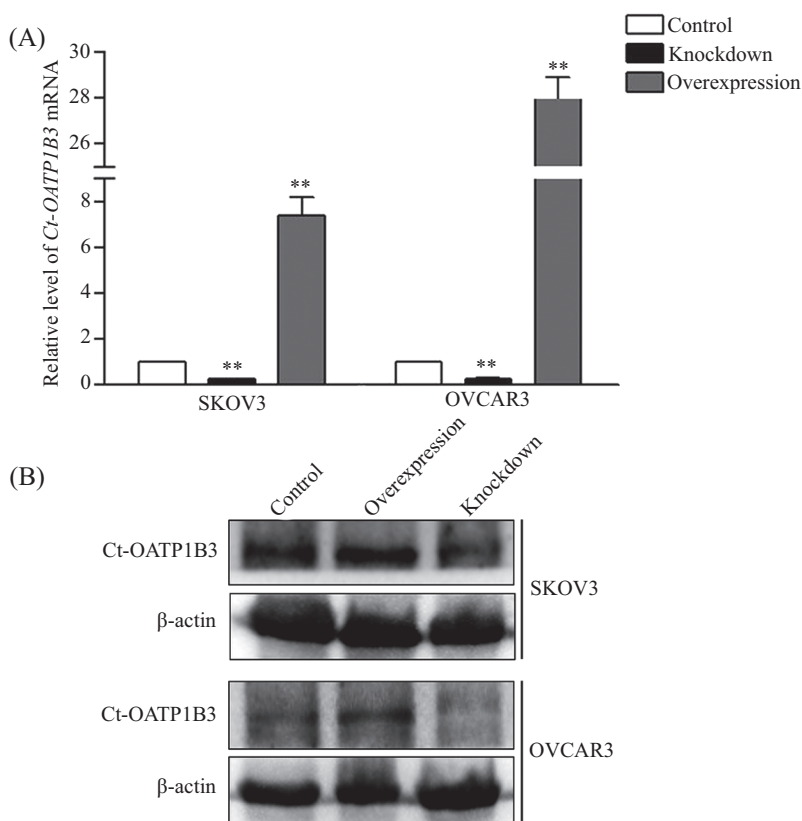 (A)
Control
Knockdown
Overexpression
Relative level of Ct-OATP1B3 mRNA
30
28
26
8
6
4
2
0
**
**
**
**
SKOV3
OVCAR3
(B)
Control
Overexpression
Knockdown
Ct-OATP1B3
β-actin
SKOV3
Ct-OATP1B3
β-actin
OVCAR3